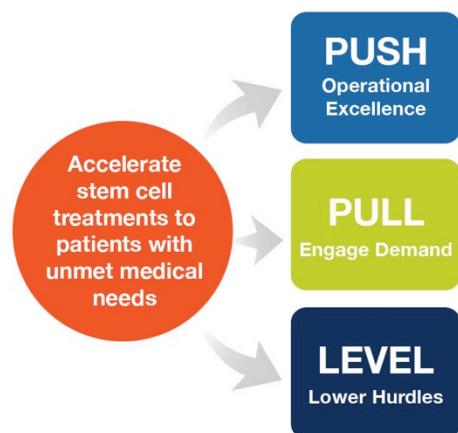 Accelerate
stem cell
treatments to
patients with
unmet medical
needs
PUSH
Operational
Excellence
PULL
Engage Demand
LEVEL
Lower Hurdles